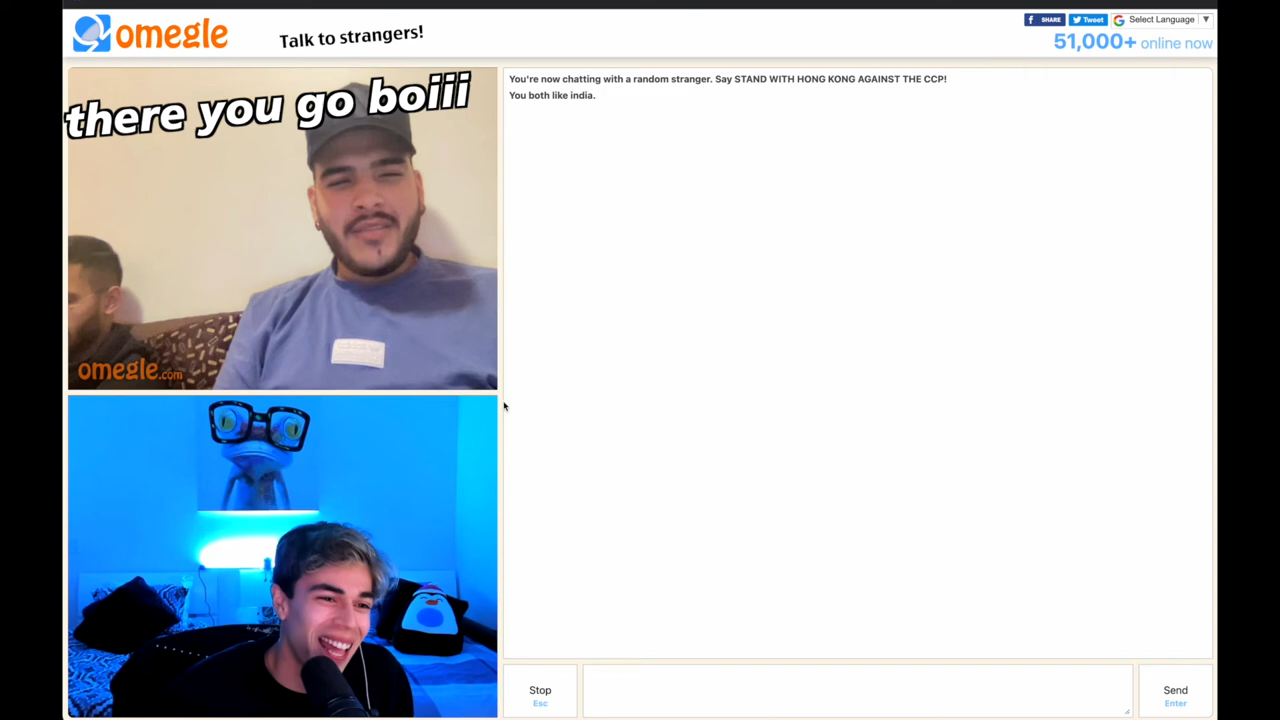 omegle
Talk to strangers!
SHARE
Tweet
Select Language ▼
51,000+ online now
there you go boiii
omegle.com
You're now chatting with a random stranger. Say STAND WITH HONG KONG AGAINST THE CCP!
You both like india.
Stop
Esc
Send
Enter